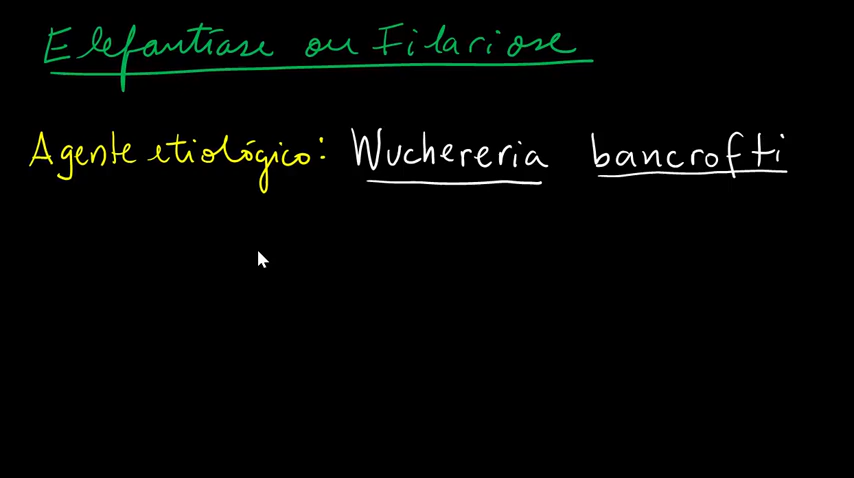 Elefantíase ou Filariose
Agente etiológico: Wuchereria bancrofti